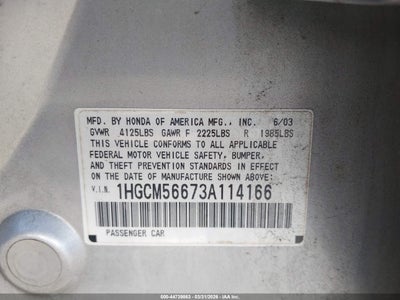 MFD. BY HONDA OF AMERICA MFG., INC. 6/03
GVWR 4125LBS GAWR F 2225LBS R 1985LBS
THIS VEHICLE CONFORMS TO ALL APPLICABLE
FEDERAL MOTOR VEHICLE SAFETY, BUMPER,
AND THEFT PREVENTION STANDARDS IN EFFECT
ON THE DATE OF MANUFACTURE SHOWN ABOVE.
V.I.N. 1HGCM56673A114166
PASSENGER CAR
600-44739863 | 03/31/2026 | IAA INC.